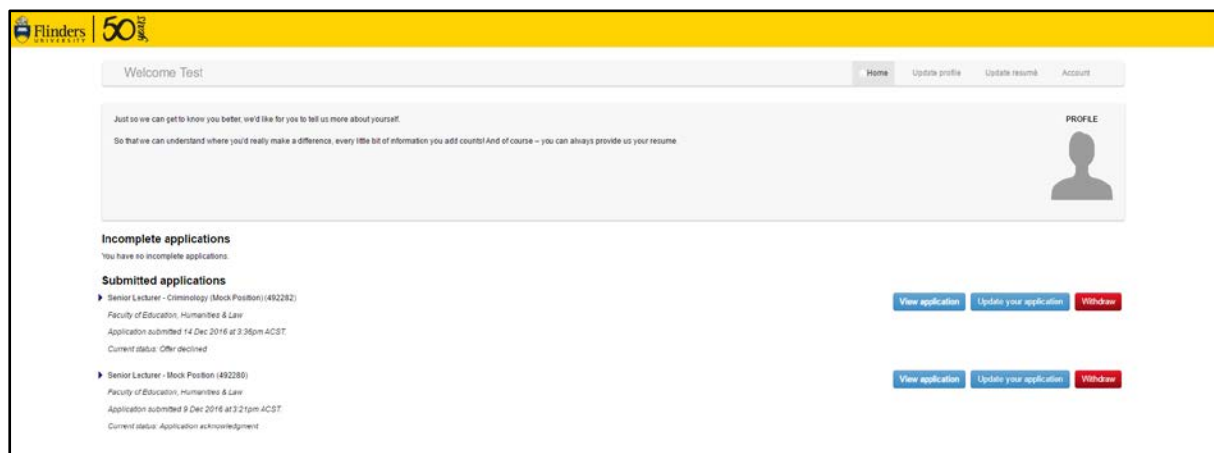 Flinders
UNIVERSITY
50 years
Welcome Test
Home Update profile Update resumé Account
Just so we can get to know you better, we'd like for you to tell us more about yourself.
PROFILE
So that we can understand where you'd really make a difference, every little bit of information you add counts! And of course – you can always provide us your resume
Incomplete applications
You have no incomplete applications.
Submitted applications
Senior Lecturer - Criminology (Mock Position) (492282)
View application Update your application Withdraw
Faculty of Education, Humanities & Law
Application submitted 14 Dec 2016 at 3:36pm ACST.
Current status: Offer declined
Senior Lecturer - Mock Position (492280)
View application Update your application Withdraw
Faculty of Education, Humanities & Law
Application submitted 9 Dec 2016 at 3:21pm ACST.
Current status: Application acknowledgment